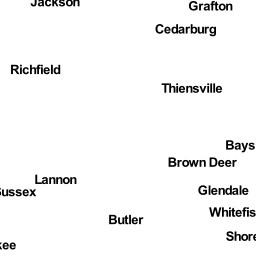 Jackson
Grafton
Cedarburg
Richfield
Thiensville
Bays
Brown Deer
Lannon
Sussex
Glendale
Whitefis
Butler
Shore
kee